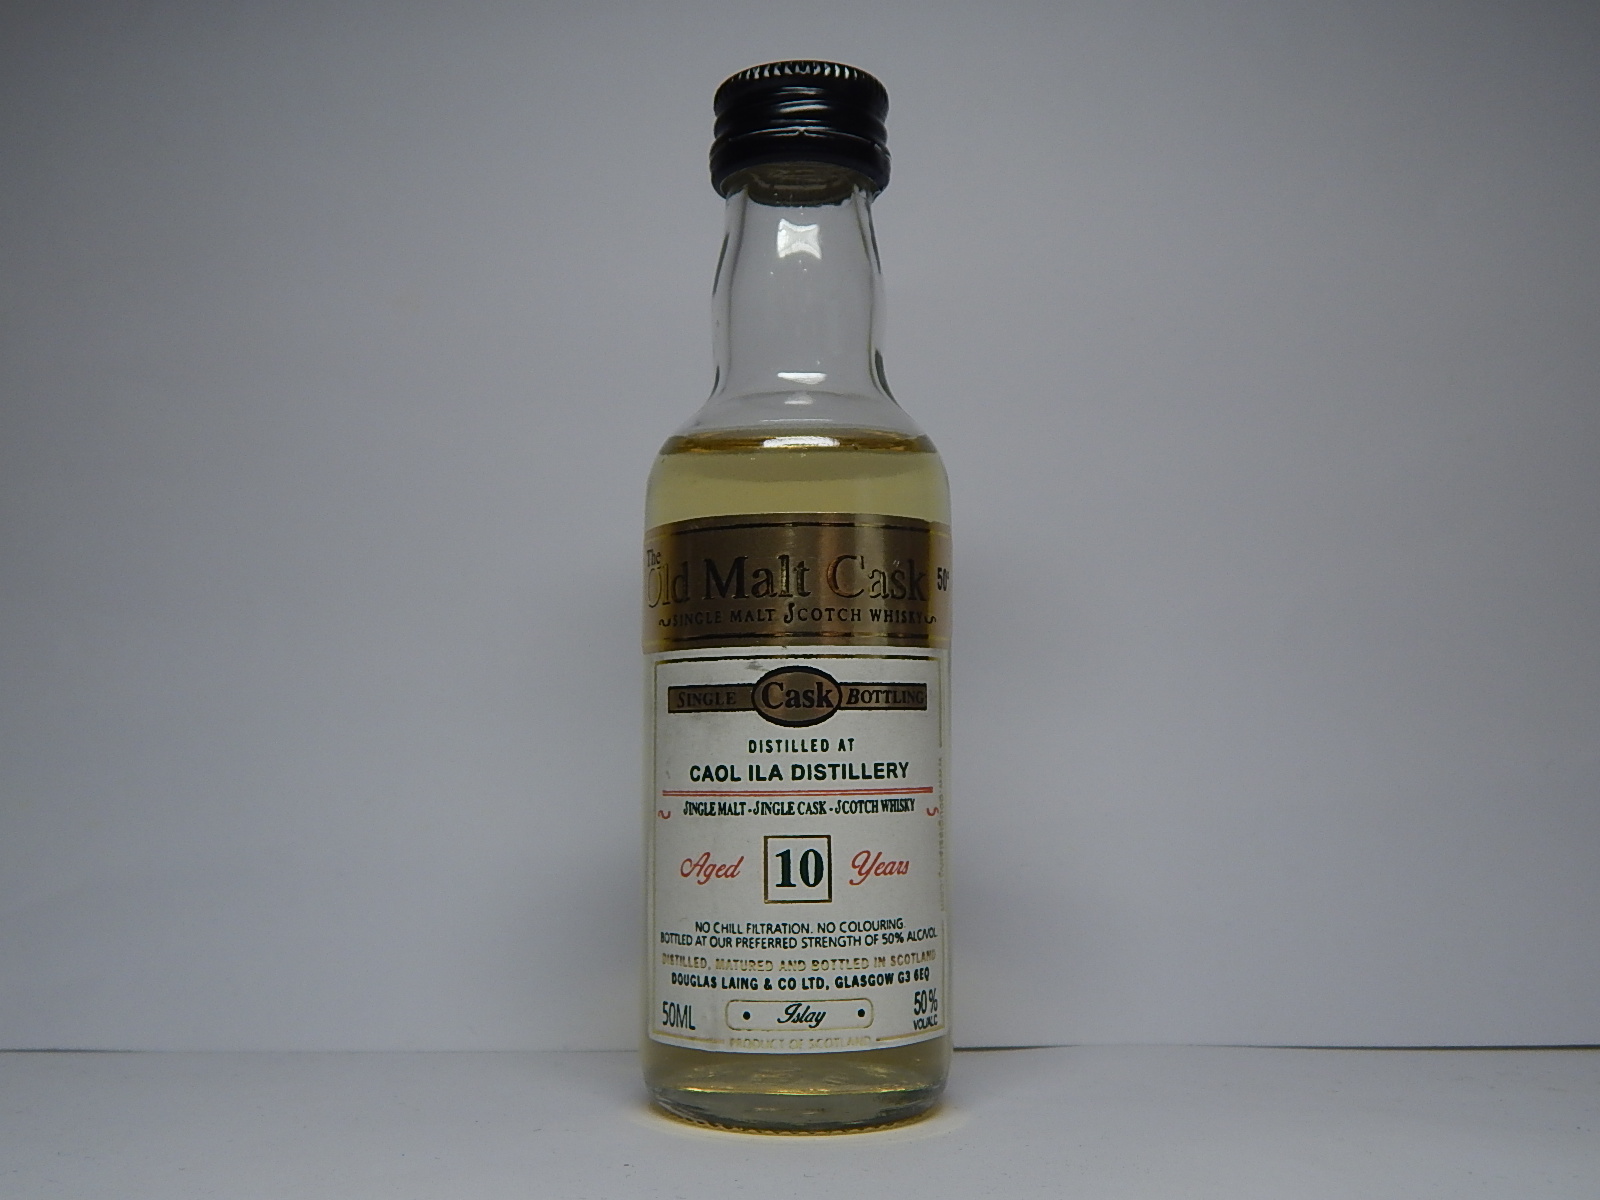 The
Old Malt Cask 50°
SINGLE MALT SCOTCH WHISKY
SINGLE Cask BOTTLING
DISTILLED AT
CAOL ILA DISTILLERY
SINGLE MALT - SINGLE CASK - SCOTCH WHISKY
Aged 10 Years
NO CHILL FILTRATION. NO COLOURING.
BOTTLED AT OUR PREFERRED STRENGTH OF 50% ALC/VOL.
DISTILLED, MATURED AND BOTTLED IN SCOTLAND
DOUGLAS LAING & CO LTD, GLASGOW G3 6EQ
50ML • Islay • 50%
VOL/ALC
PRODUCT OF SCOTLAND